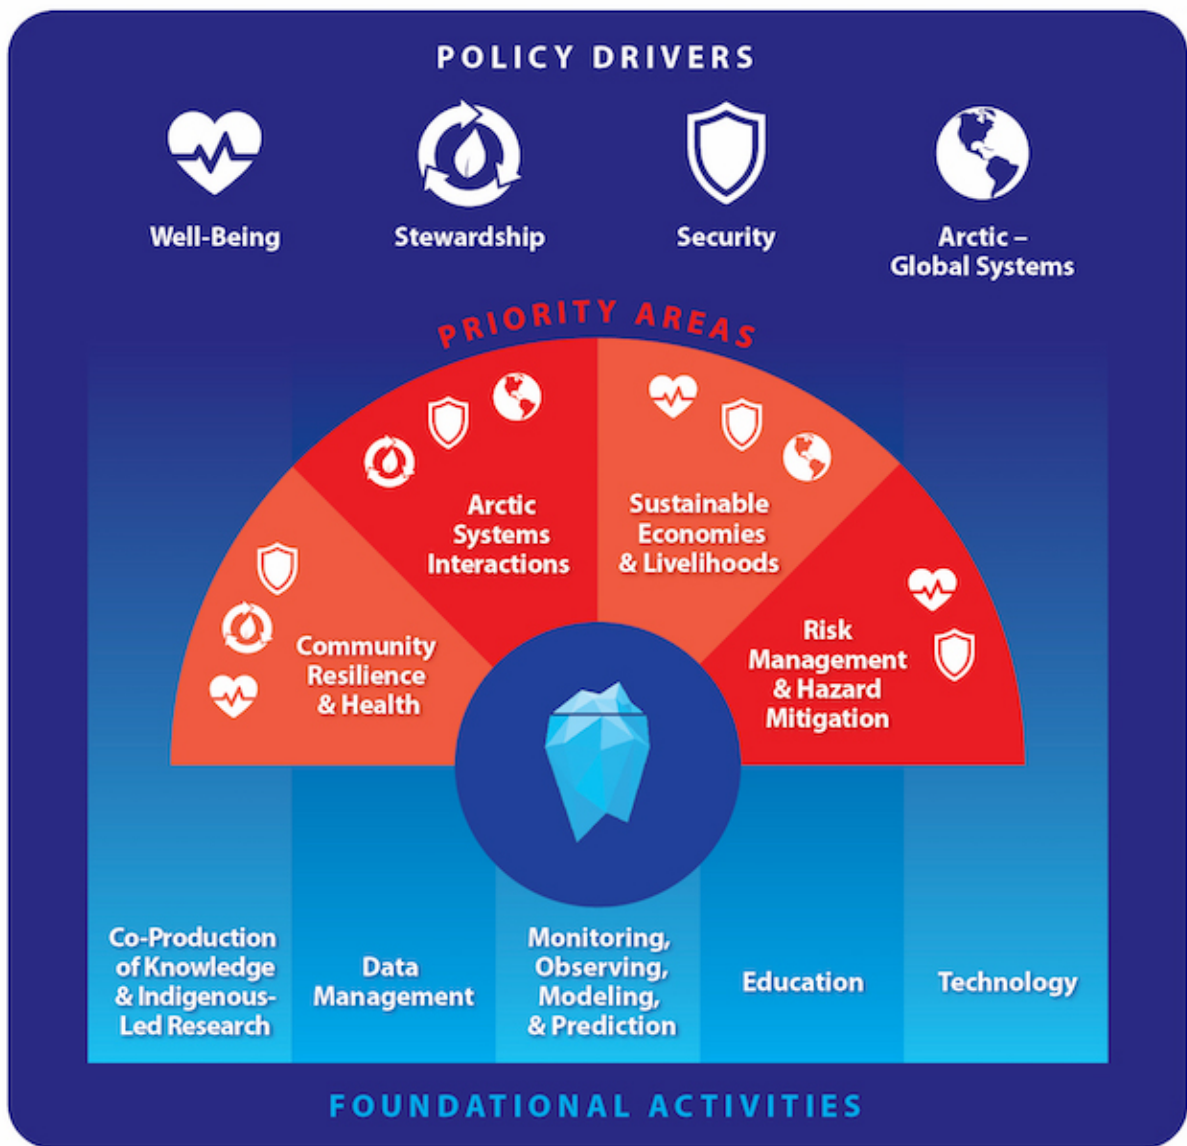 POLICY DRIVERS
Well-Being
Stewardship
Security
Arctic –
Global Systems
PRIORITY AREAS
Community
Resilience
& Health
Arctic
Systems
Interactions
Sustainable
Economies
& Livelihoods
Risk
Management
& Hazard
Mitigation
Co-Production
of Knowledge
& Indigenous-
Led Research
Data
Management
Monitoring,
Observing,
Modeling,
& Prediction
Education
Technology
FOUNDATIONAL ACTIVITIES